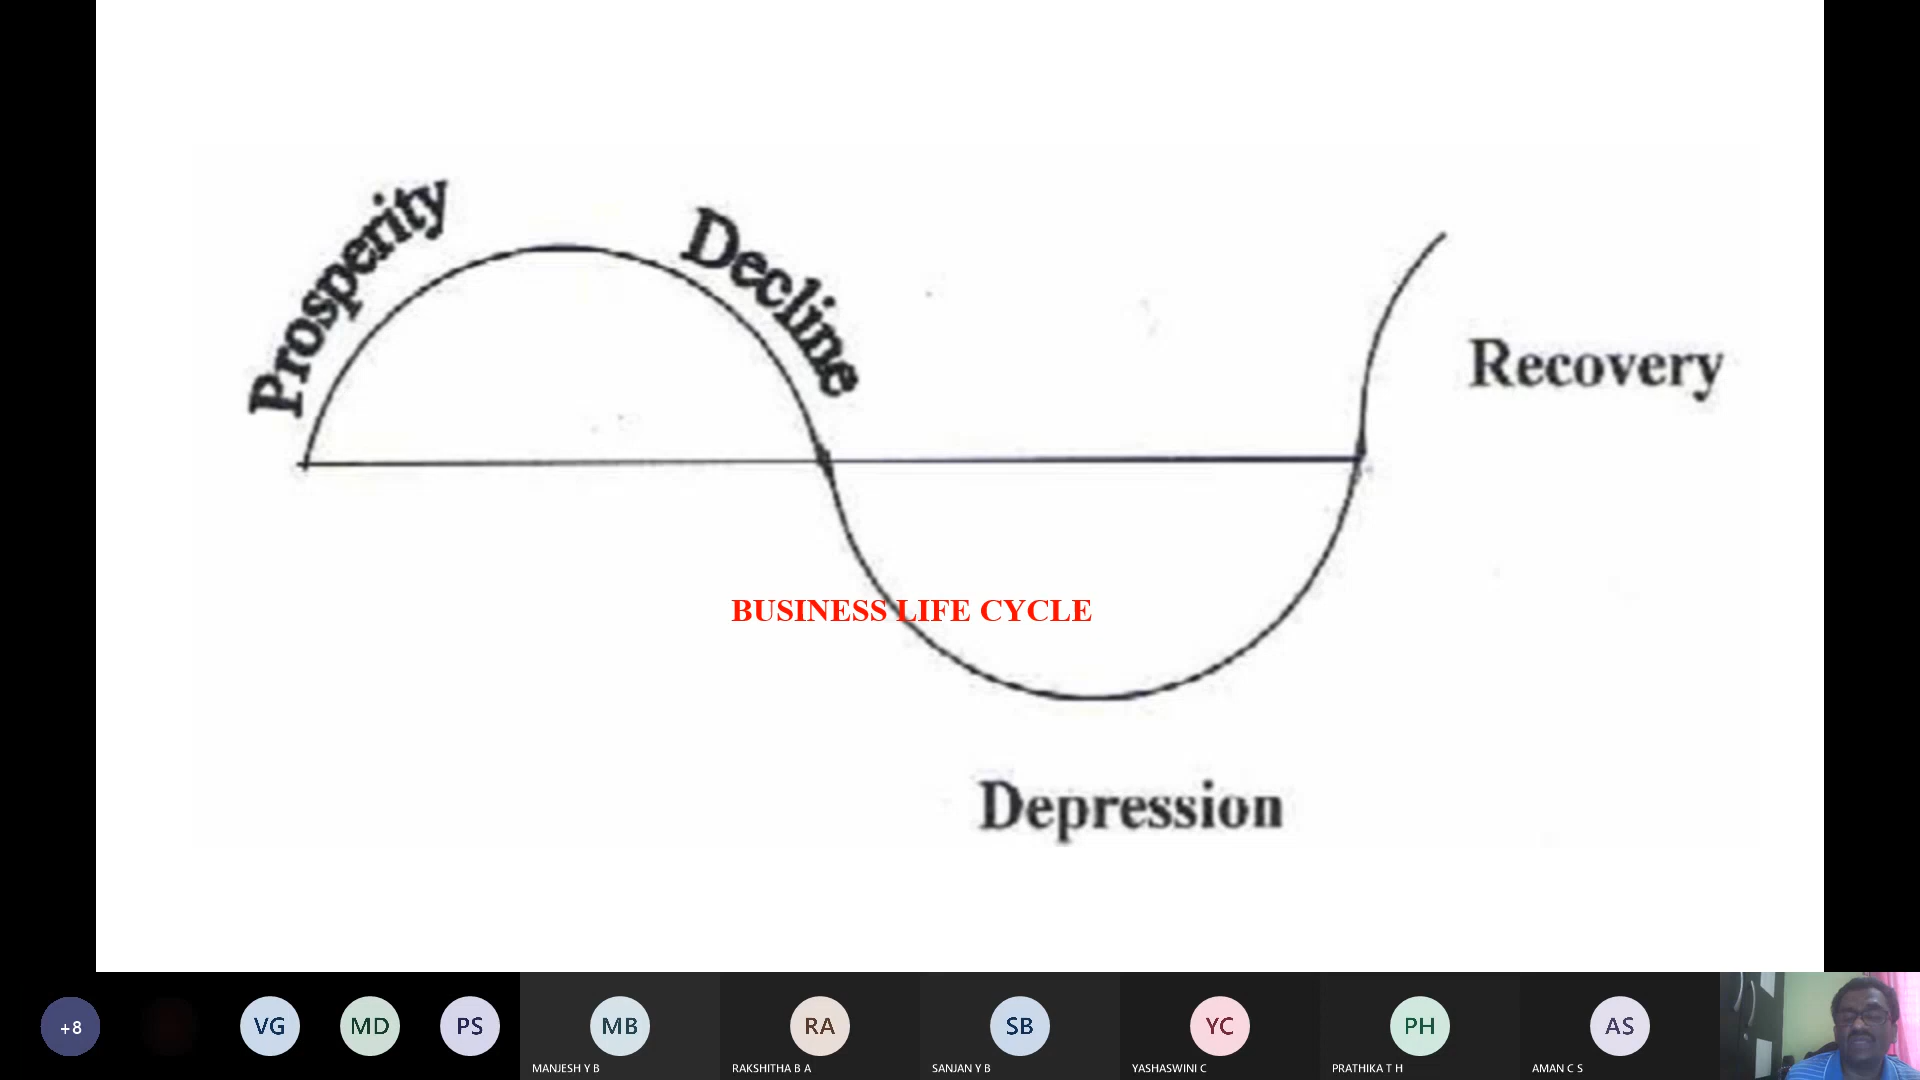 Prosperity
Decline
Recovery
BUSINESS LIFE CYCLE
Depression
+8
VG
MD
PS
MB
RA
SB
YC
PH
AS
MANJESH Y B
RAKSHITHA B A
SANJAN Y B
YASHASWINI C
PRATHIKA T H
AMAN C S